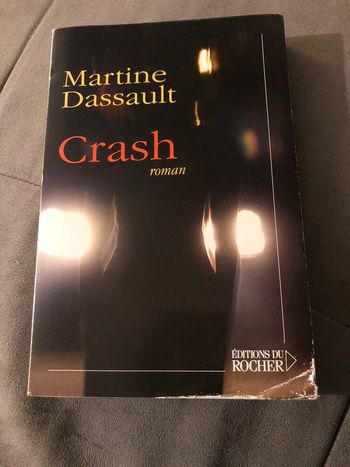 Martine
Dassault
Crash
roman
ÉDITIONS DU
ROCHER